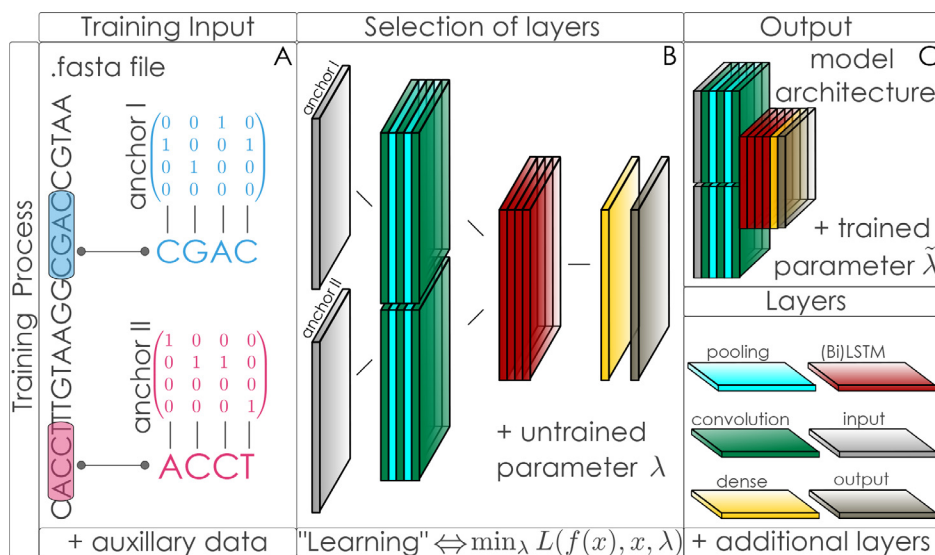 Training Input
Selection of layers
Output
Training Process
A
.fasta file
CACCTTTGTAAGGCGACCGTAA
anchor I
0 0 1 0
1 0 0 1
0 1 0 0
0 0 0 0
CGAC
anchor II
1 0 0 0
0 1 1 0
0 0 0 0
0 0 0 1
ACCT
+ auxillary data
B
anchor I
anchor II
+ untrained
parameter λ
"Learning" ⇔ min_λ L(f(x), x, λ)
C
model
architecture
+ trained
parameter λ̃
Layers
pooling
(Bi)LSTM
convolution
input
dense
output
+ additional layers